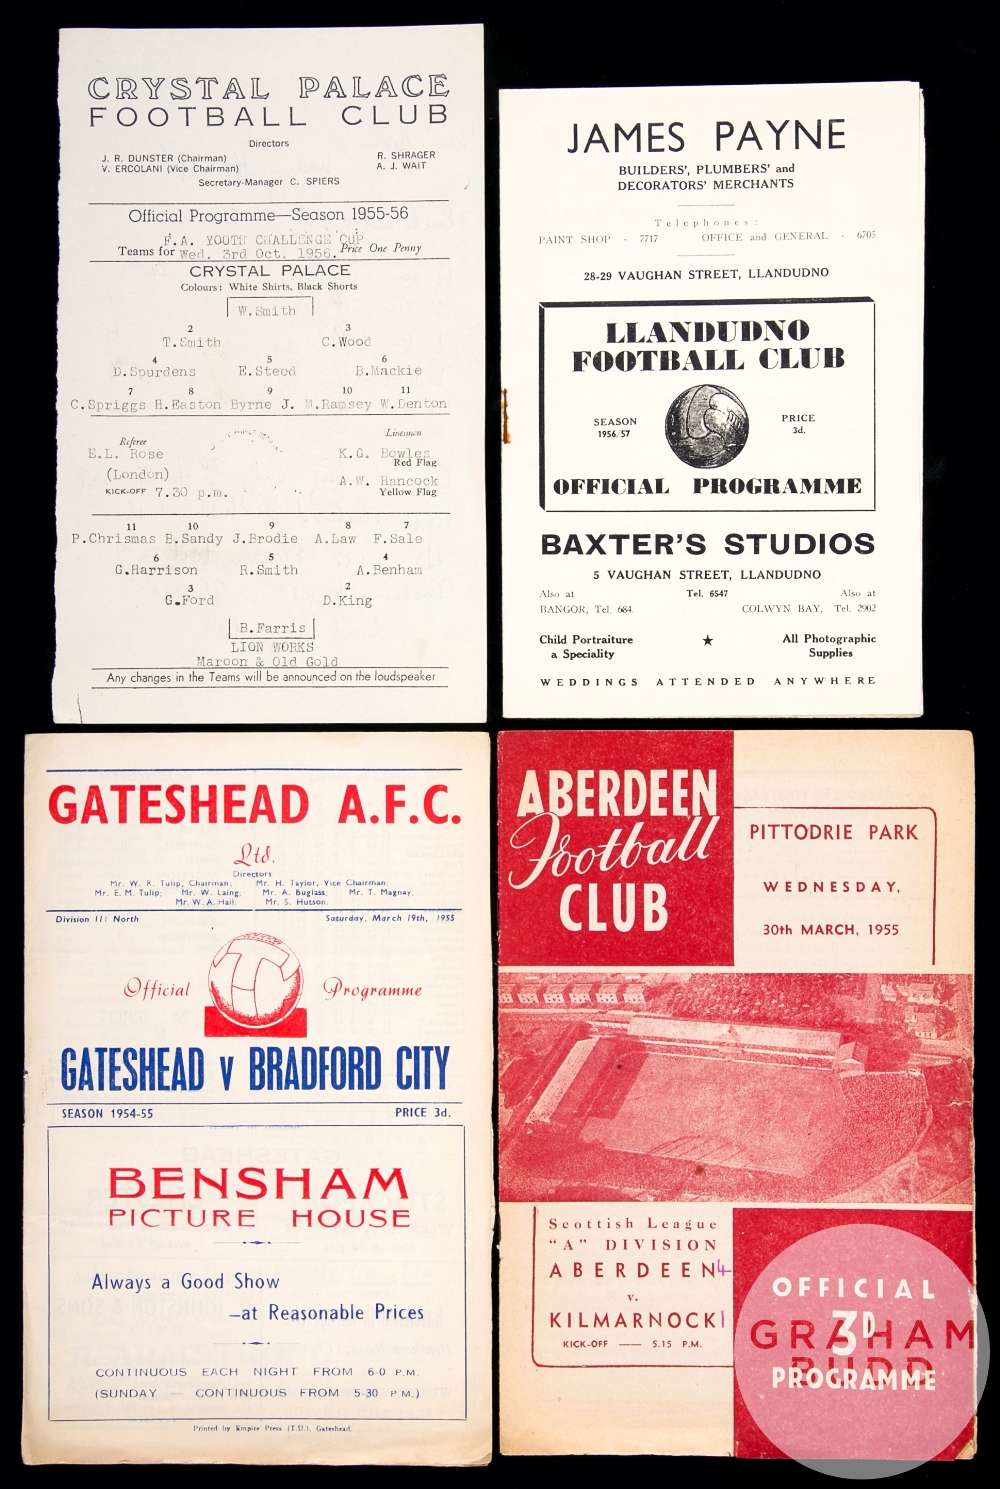 CRYSTAL PALACE
FOOTBALL CLUB
Directors
J. R. DUNSTER (Chairman)
V. ERCOLANI (Vice Chairman)
R. SHRAGER
A. J. WAIT
Secretary-Manager C. SPIERS
Official Programme—Season 1955-56
F.A. YOUTH CHALLENGE CUP
Teams for Wed. 3rd Oct. 1956. Price One Penny
CRYSTAL PALACE
Colours: White Shirts, Black Shorts
W.Smith
2 3
T.Smith C.Wood
4 5 6
D.Spurdens E.Steed B.Mackie
7 8 9 10 11
C.Spriggs H.Easton Byrne J. M.Ramsey W.Denton
Referee Linesmen
E.L. Rose K.G. Bowles
Red Flag
(London) A.W. Hancock
KICK-OFF 7.30 p.m. Yellow Flag
11 10 9 8 7
P.Chrismas B.Sandy J.Brodie A.Law F.Sale
6 5 4
G.Harrison R.Smith A.Benham
3 2
G.Ford D.King
B.Farris
LION WORKS
Maroon & Old Gold
Any changes in the Teams will be announced on the loudspeaker
JAMES PAYNE
BUILDERS', PLUMBERS' and
DECORATORS' MERCHANTS
Telephones:
PAINT SHOP - 7717 OFFICE and GENERAL - 6705
28-29 VAUGHAN STREET, LLANDUDNO
LLANDUDNO
FOOTBALL CLUB
SEASON
1956/57
PRICE
3d.
OFFICIAL PROGRAMME
BAXTER'S STUDIOS
5 VAUGHAN STREET, LLANDUDNO
Also at Tel. 6547 Also at
BANGOR, Tel. 684. COLWYN BAY, Tel. 2902
Child Portraiture
a Speciality
★
All Photographic
Supplies
WEDDINGS ATTENDED ANYWHERE
GATESHEAD A.F.C.
Ltd.
Directors
Mr. W. R. Tulip, Chairman. Mr. H. Taylor, Vice Chairman.
Mr. E. M. Tulip; Mr. W. Laing; Mr. A. Buglass; Mr. T. Magnay.
Mr. W. A. Hail. Mr. S. Hutson.
Division III North Saturday, March 19th, 1955
Official Programme
GATESHEAD v BRADFORD CITY
SEASON 1954-55 PRICE 3d.
BENSHAM
PICTURE HOUSE
Always a Good Show
—at Reasonable Prices
CONTINUOUS EACH NIGHT FROM 6-0 P.M.
(SUNDAY — CONTINUOUS FROM 5-30 P.M.)
Printed by Empire Press (T.U.), Gateshead.
ABERDEEN
Football
CLUB
PITTODRIE PARK
WEDNESDAY,
30th MARCH, 1955
Scottish League
"A" DIVISION
ABERDEEN 4
v.
KILMARNOCK 1
KICK-OFF — 5.15 P.M.
OFFICIAL
3D
PROGRAMME
GRAHAM
BUDD